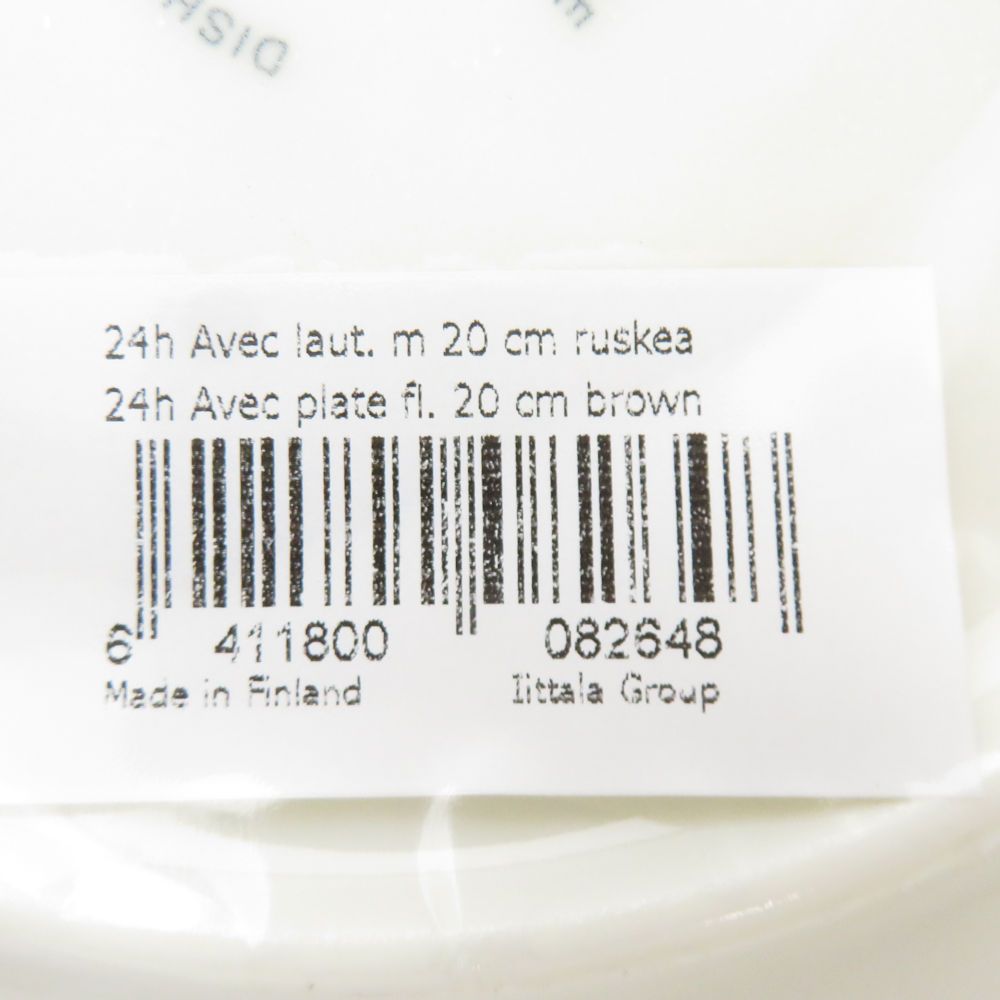 DISH
24h Avec laut. m 20 cm ruskea
24h Avec plate fl. 20 cm brown
6 411800 082648
Made in Finland Iittala Group